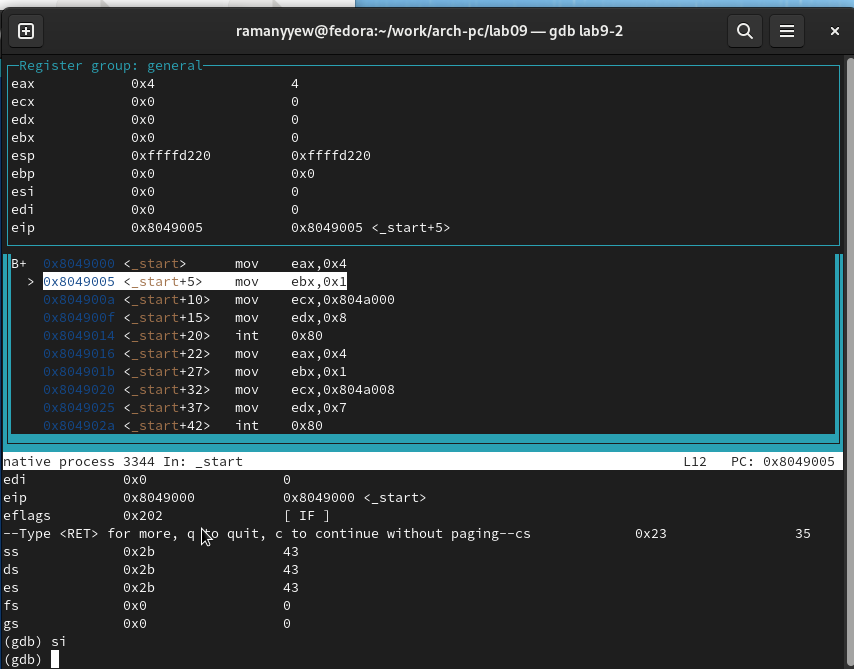 ramanyyew@fedora:~/work/arch-pc/lab09 — gdb lab9-2
Register group: general
eax 0x4 4
ecx 0x0 0
edx 0x0 0
ebx 0x0 0
esp 0xffffd220 0xffffd220
ebp 0x0 0x0
esi 0x0 0
edi 0x0 0
eip 0x8049005 0x8049005 <_start+5>
B+ 0x8049000 <_start> mov eax,0x4
> 0x8049005 <_start+5> mov ebx,0x1
0x804900a <_start+10> mov ecx,0x804a000
0x804900f <_start+15> mov edx,0x8
0x8049014 <_start+20> int 0x80
0x8049016 <_start+22> mov eax,0x4
0x804901b <_start+27> mov ebx,0x1
0x8049020 <_start+32> mov ecx,0x804a008
0x8049025 <_start+37> mov edx,0x7
0x804902a <_start+42> int 0x80
native process 3344 In: _start L12 PC: 0x8049005
edi 0x0 0
eip 0x8049000 0x8049000 <_start>
eflags 0x202 [ IF ]
--Type <RET> for more, q to quit, c to continue without paging--cs 0x23 35
ss 0x2b 43
ds 0x2b 43
es 0x2b 43
fs 0x0 0
gs 0x0 0
(gdb) si
(gdb)